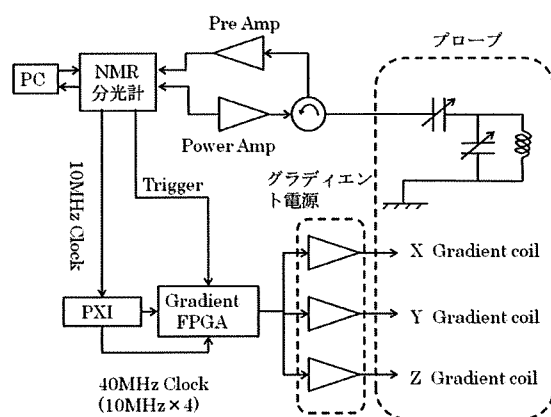 プローブ
Pre Amp
PC
NMR
分光計
Power Amp
グラディエン
ト電源
10MHz Clock
Trigger
X Gradient coil
PXI
Gradient
FPGA
Y Gradient coil
Z Gradient coil
40MHz Clock
(10MHz×4)